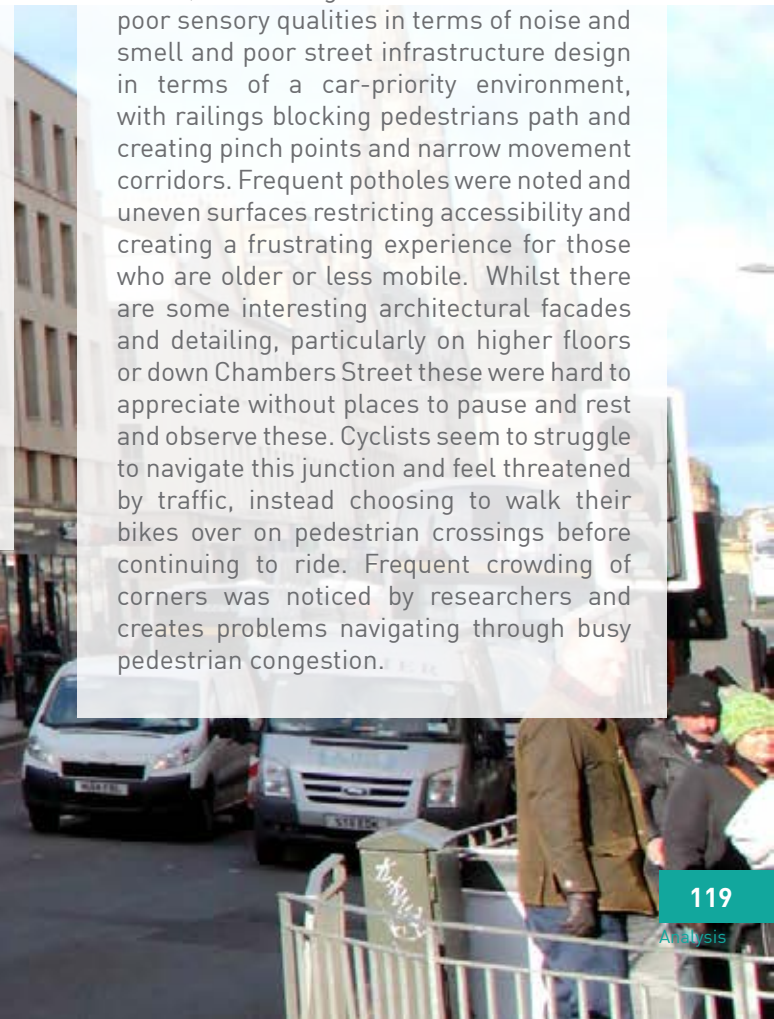 poor sensory qualities in terms of noise and
smell and poor street infrastructure design
in terms of a car-priority environment,
with railings blocking pedestrians path and
creating pinch points and narrow movement
corridors. Frequent potholes were noted and
uneven surfaces restricting accessibility and
creating a frustrating experience for those
who are older or less mobile.  Whilst there
are some interesting architectural facades
and detailing, particularly on higher floors
or down Chambers Street these were hard to
appreciate without places to pause and rest
and observe these. Cyclists seem to struggle
to navigate this junction and feel threatened
by traffic, instead choosing to walk their
bikes over on pedestrian crossings before
continuing to ride. Frequent crowding of
corners was noticed by researchers and
creates problems navigating through busy
pedestrian congestion.
119
Analysis